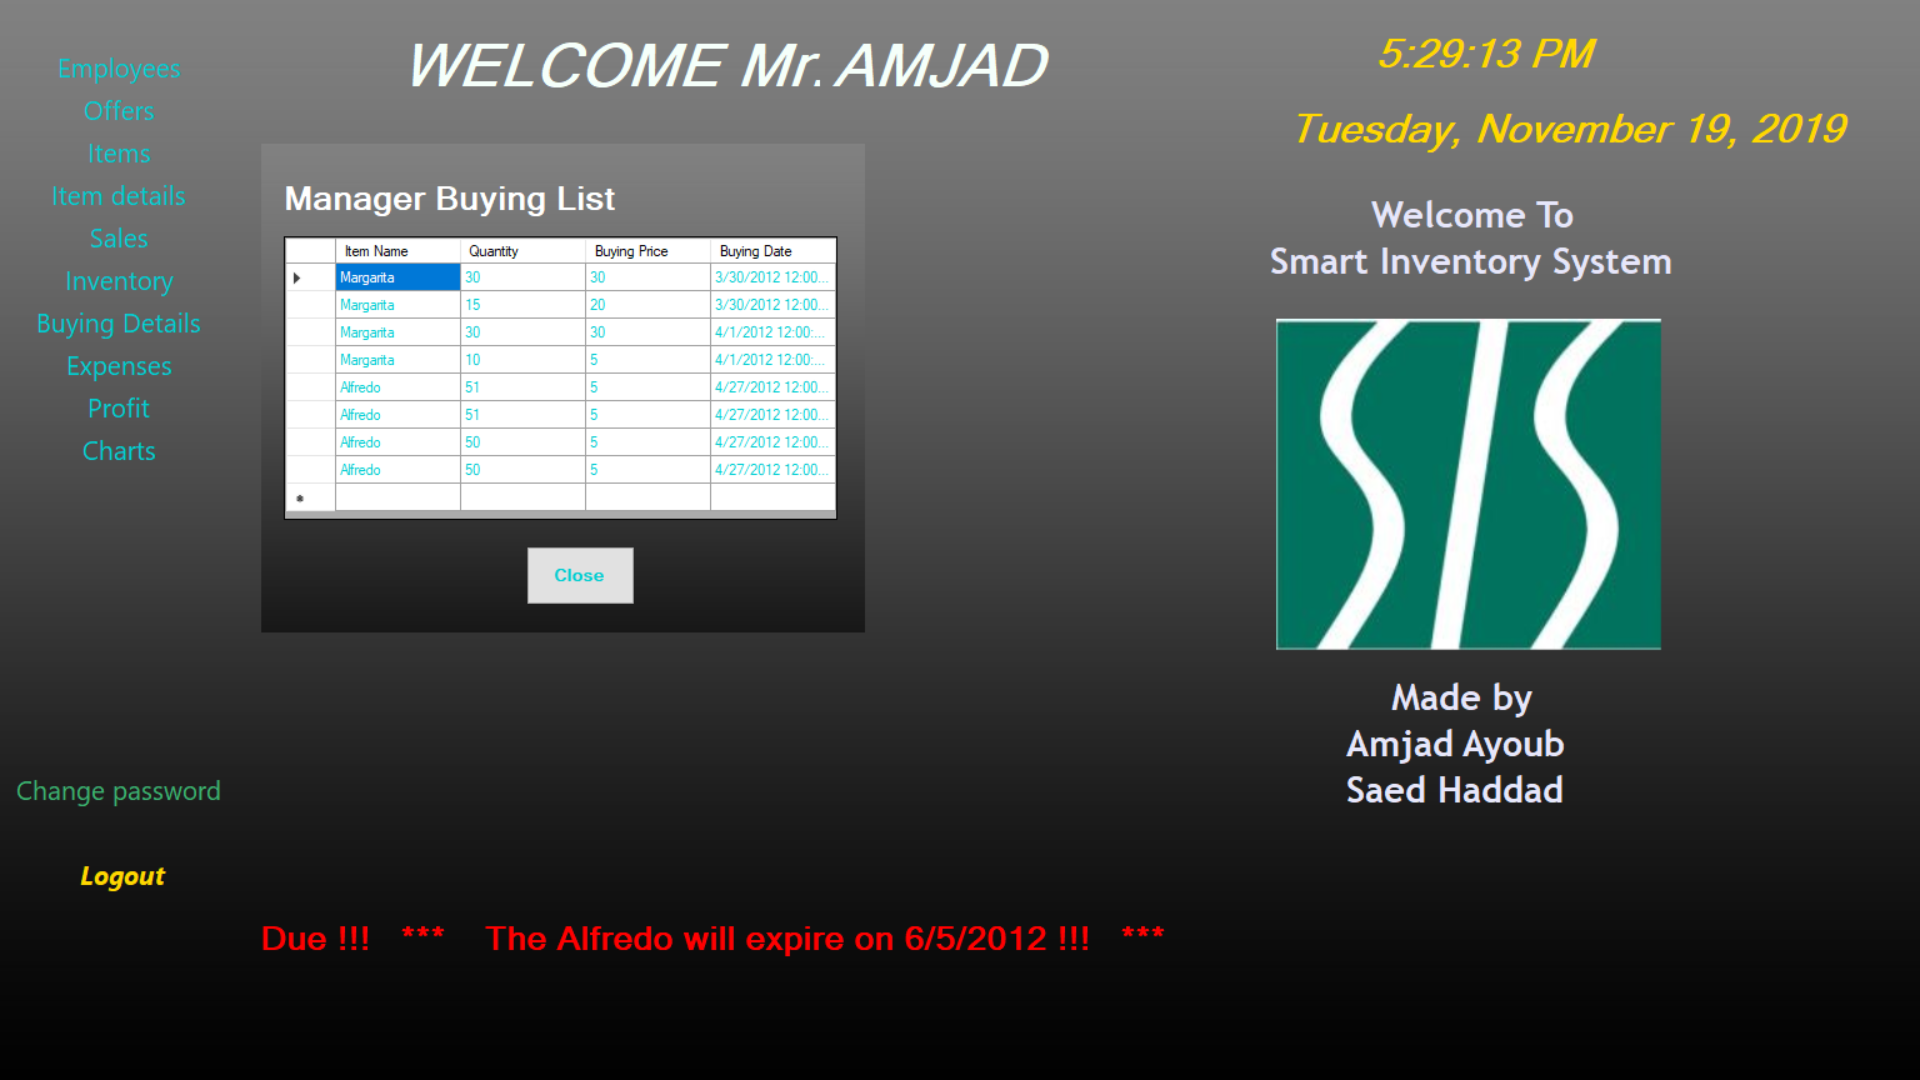 Employees
Offers
Items
Item details
Sales
Inventory
Buying Details
Expenses
Profit
Charts
Change password
Logout
WELCOME Mr. AMJAD
Manager Buying List
Item Name Quantity Buying Price Buying Date
Margarita 30 30 3/30/2012 12:00...
Margarita 15 20 3/30/2012 12:00...
Margarita 30 30 4/1/2012 12:00:...
Margarita 10 5 4/1/2012 12:00:...
Alfredo 51 5 4/27/2012 12:00...
Alfredo 51 5 4/27/2012 12:00...
Alfredo 50 5 4/27/2012 12:00...
Alfredo 50 5 4/27/2012 12:00...
Close
5:29:13 PM
Tuesday, November 19, 2019
Welcome To
Smart Inventory System
SIS
Made by
Amjad Ayoub
Saed Haddad
Due !!! *** The Alfredo will expire on 6/5/2012 !!! ***